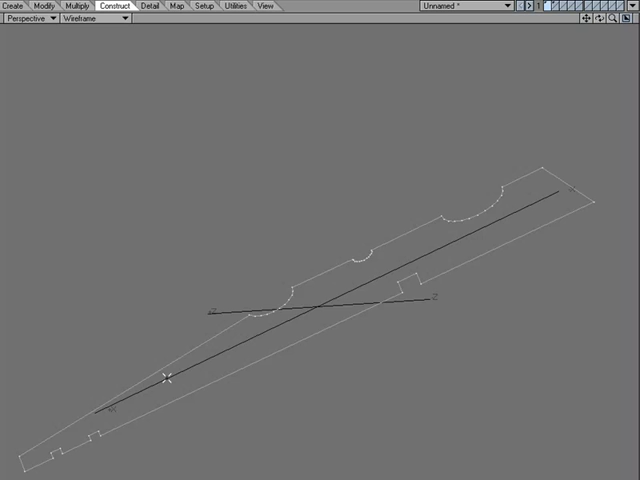 Create Modify Multiply Construct Detail Map Setup Utilities View Unnamed * 1
Perspective Wireframe